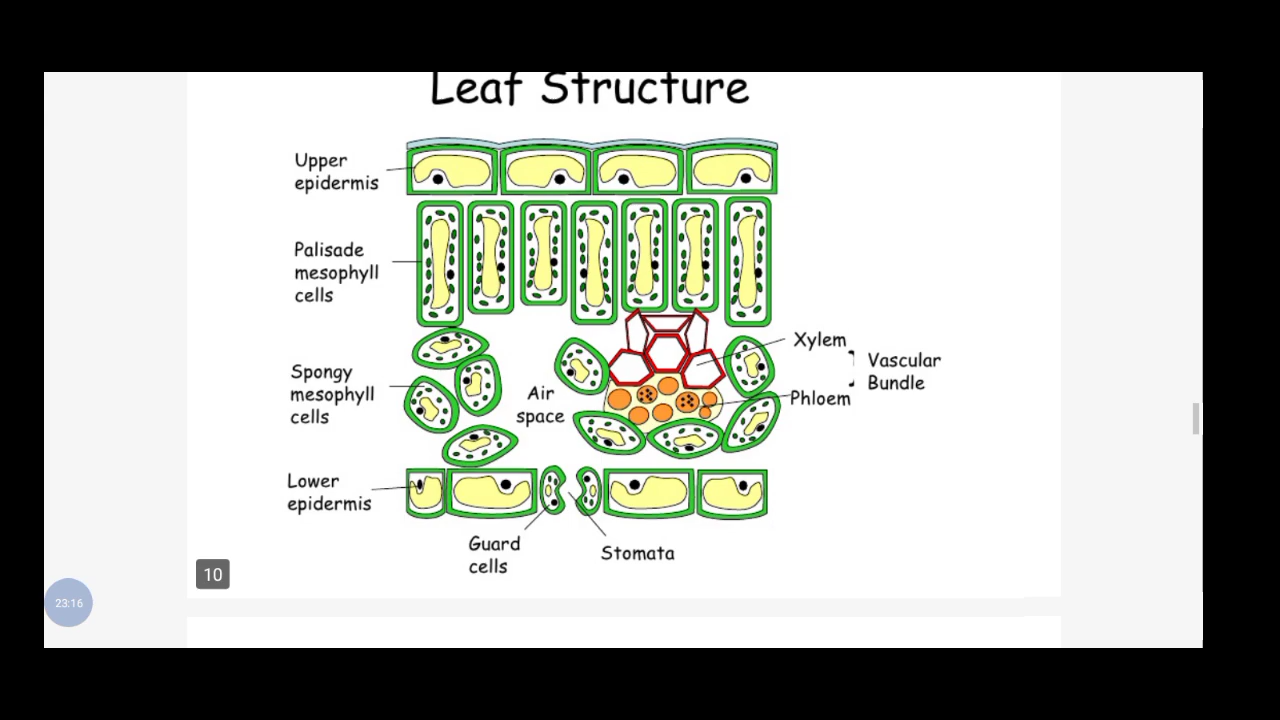 Leaf Structure
Upper
epidermis
Palisade
mesophyll
cells
Xylem
Vascular
Bundle
Spongy
mesophyll
cells
Air
space
Phloem
Lower
epidermis
Guard
cells
Stomata
10
23:16